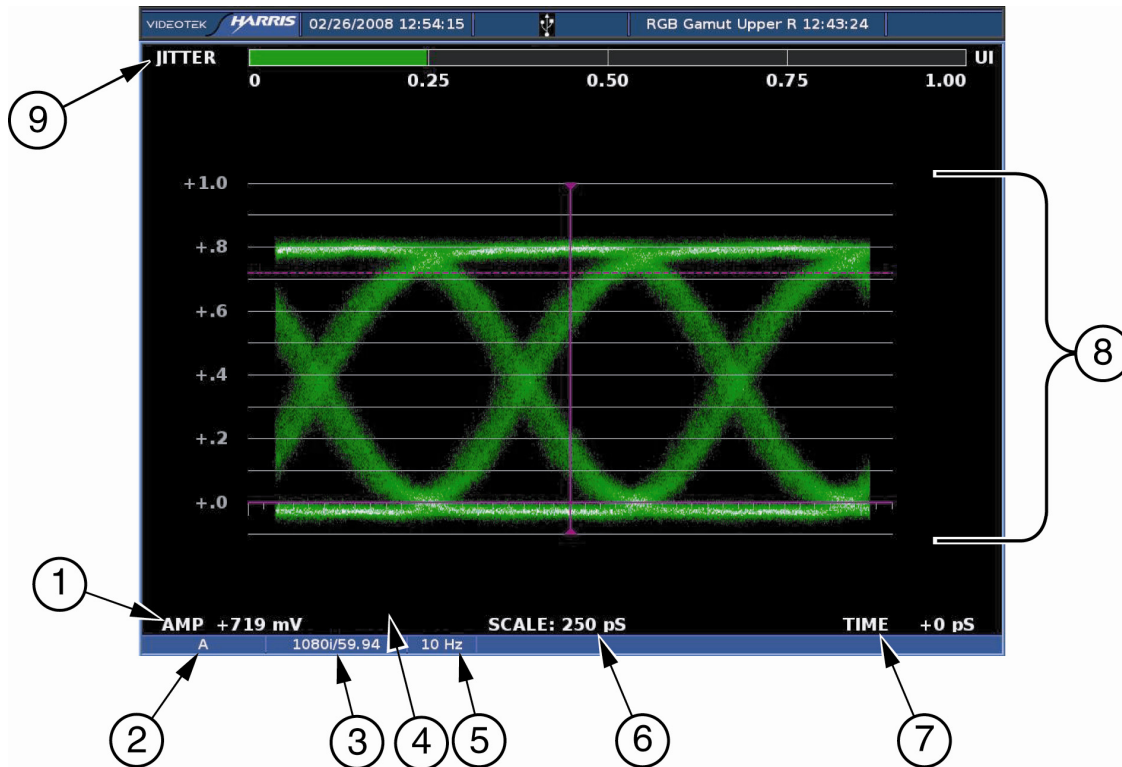 VIDEOTEK HARRIS 02/26/2008 12:54:15 RGB Gamut Upper R 12:43:24
JITTER UI
0 0.25 0.50 0.75 1.00
9
+1.0
+.8
+.6
+.4
+.2
+.0
8
1
AMP +719 mV SCALE: 250 pS TIME +0 pS
A 1080i/59.94 10 Hz
2 3 4 5 6 7